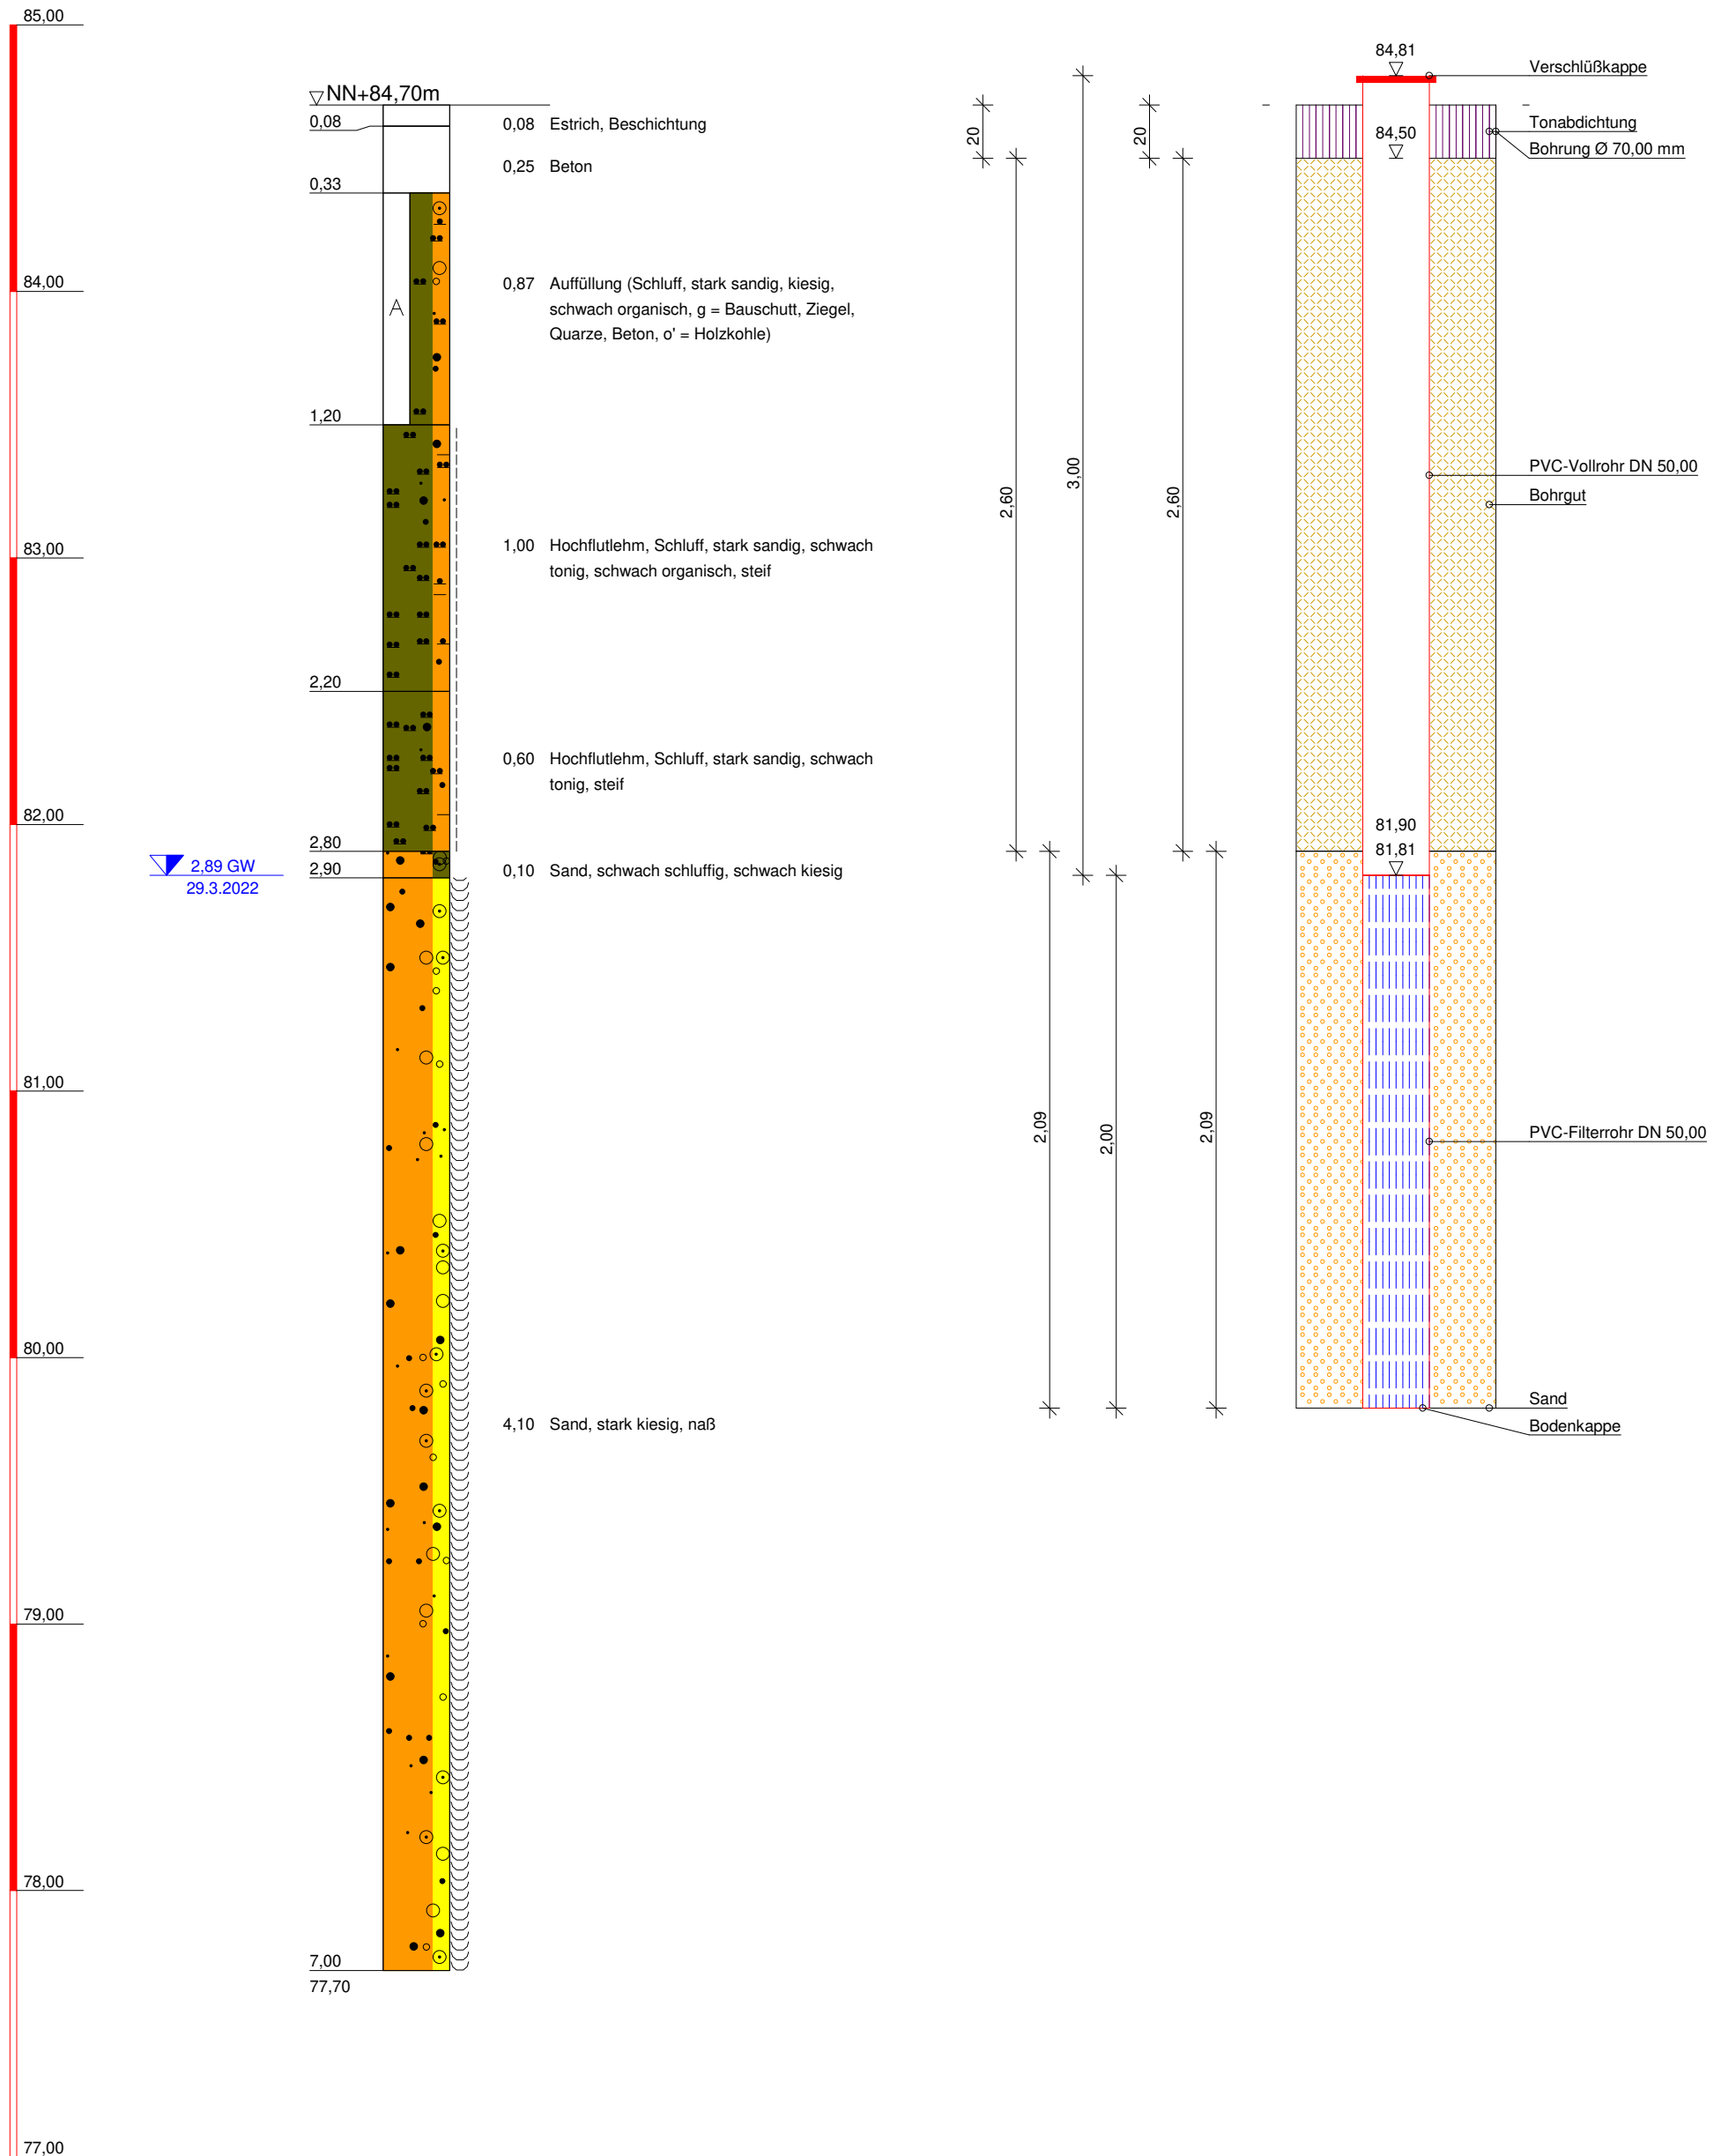 85,00
84,00
83,00
82,00
81,00
80,00
79,00
78,00
77,00
2,89 GW
29.3.2022
NN+84,70m
0,08
0,33
1,20
2,20
2,80
2,90
7,00
77,70
A
0,08 Estrich, Beschichtung
0,25 Beton
0,87 Auffüllung (Schluff, stark sandig, kiesig,
schwach organisch, g = Bauschutt, Ziegel,
Quarze, Beton, o' = Holzkohle)
1,00 Hochflutlehm, Schluff, stark sandig, schwach
tonig, schwach organisch, steif
0,60 Hochflutlehm, Schluff, stark sandig, schwach
tonig, steif
0,10 Sand, schwach schluffig, schwach kiesig
4,10 Sand, stark kiesig, naß
20
2,60
2,09
3,00
2,00
20
2,60
2,09
84,81
84,50
81,90
81,81
Verschlüßkappe
Tonabdichtung
Bohrung Ø 70,00 mm
PVC-Vollrohr DN 50,00
Bohrgut
PVC-Filterrohr DN 50,00
Sand
Bodenkappe